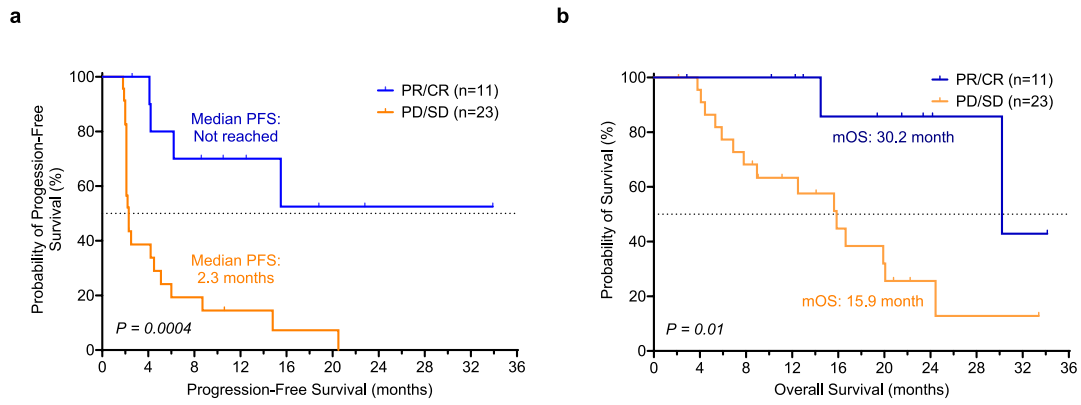 a
Probability of Progession-Free
Survival (%)
100
80
60
40
20
0
0 4 8 12 16 20 24 28 32 36
Progression-Free Survival (months)
PR/CR (n=11)
PD/SD (n=23)
Median PFS:
Not reached
Median PFS:
2.3 months
P = 0.0004
b
Probability of Survival (%)
100
80
60
40
20
0
0 4 8 12 16 20 24 28 32 36
Overall Survival (months)
PR/CR (n=11)
PD/SD (n=23)
mOS: 30.2 month
mOS: 15.9 month
P = 0.01